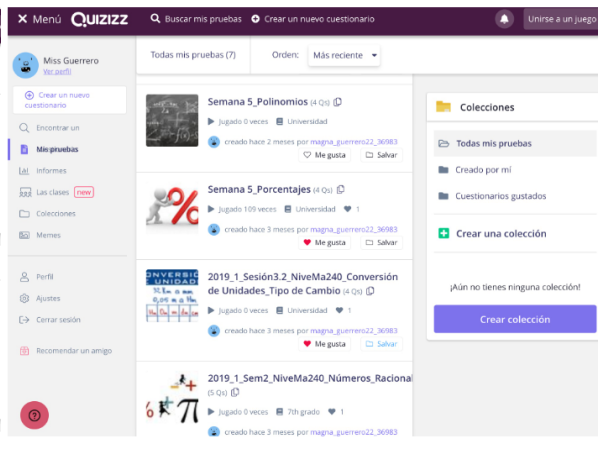 Menú Quizizz Buscar mis pruebas Crear un nuevo cuestionario Unirse a un juego
Miss Guerrero
Ver perfil
Crear un nuevo
cuestionario
Encontrar un
Mis pruebas
Informes
Las clases new
Colecciones
Memes
Perfil
Ajustes
Cerrar sesión
Recomendar un amigo
Todas mis pruebas (7) Orden: Màs reciente
Semana 5_Polinomios (4 Qs)
Jugado 0 veces Universidad
creado hace 2 meses por magna_guerrero22_36983
Me gusta Salvar
Semana 5_Porcentajes (4 Qs)
Jugado 109 veces Universidad 1
creado hace 3 meses por magna_guerrero22_36983
Me gusta Salvar
2019_1_Sesión3.2_NiveMa240_Conversión
de Unidades_Tipo de Cambio (4 Qs)
Jugado 0 veces Universidad 1
creado hace 3 meses por magna_guerrero22_36983
Me gusta Salvar
2019_1_Sem2_NiveMa240_Números_Racional
(5 Qs)
Jugado 0 veces 7th grado 1
creado hace 3 meses por magna_guerrero22_36983
Colecciones
Todas mis pruebas
Creado por mí
Cuestionarios gustados
Crear una colección
¡Aún no tienes ninguna colección!
Crear colección